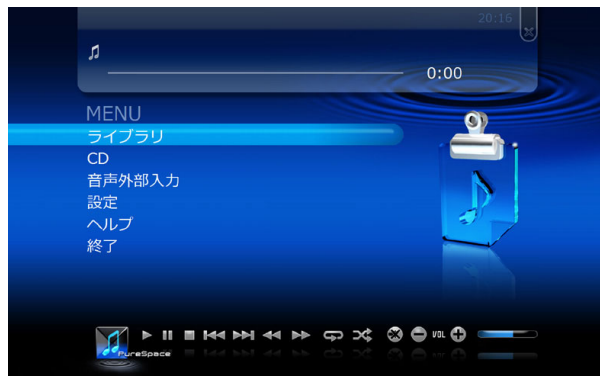 20:16
0:00
MENU
ライブラリ
CD
音声外部入力
設定
ヘルプ
終了
PureSpace
VOL